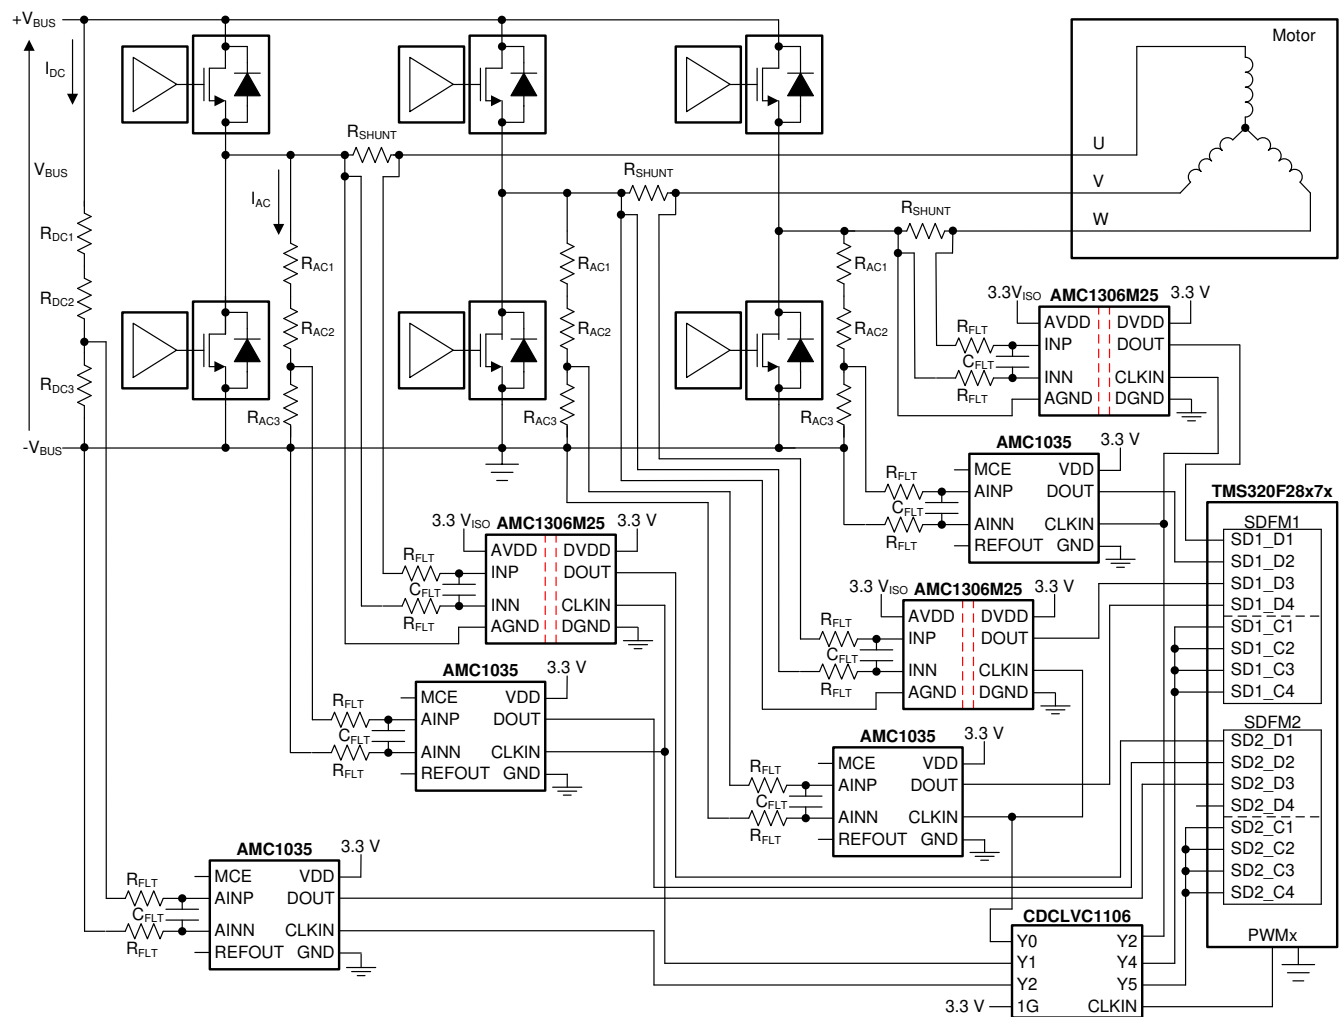 +VBUS
IDC
VBUS
RDC1
RDC2
RDC3
-VBUS
IAC
RSHUNT
RAC1
RAC2
RAC3
RSHUNT
RAC1
RAC2
RAC3
RSHUNT
RAC1
RAC2
RAC3
Motor
U
V
W
3.3VISO AMC1306M25
3.3 V
RFLT
CFLT
RFLT
AVDD DVDD
INP DOUT
INN CLKIN
AGND DGND
AMC1035
3.3 V
RFLT
CFLT
RFLT
MCE VDD
AINP DOUT
AINN CLKIN
REFOUT GND
3.3 VISO AMC1306M25
3.3 V
RFLT
CFLT
RFLT
AVDD DVDD
INP DOUT
INN CLKIN
AGND DGND
3.3 VISO AMC1306M25
3.3 V
RFLT
CFLT
RFLT
AVDD DVDD
INP DOUT
INN CLKIN
AGND DGND
AMC1035
3.3 V
RFLT
CFLT
RFLT
MCE VDD
AINP DOUT
AINN CLKIN
REFOUT GND
AMC1035
3.3 V
RFLT
CFLT
RFLT
MCE VDD
AINP DOUT
AINN CLKIN
REFOUT GND
AMC1035
3.3 V
RFLT
CFLT
RFLT
MCE VDD
AINP DOUT
AINN CLKIN
REFOUT GND
TMS320F28x7x
SDFM1
SD1_D1
SD1_D2
SD1_D3
SD1_D4
SD1_C1
SD1_C2
SD1_C3
SD1_C4
SDFM2
SD2_D1
SD2_D2
SD2_D3
SD2_D4
SD2_C1
SD2_C2
SD2_C3
SD2_C4
PWMx
CDCLVC1106
Y0 Y2
Y1 Y4
Y2 Y5
3.3 V 1G CLKIN